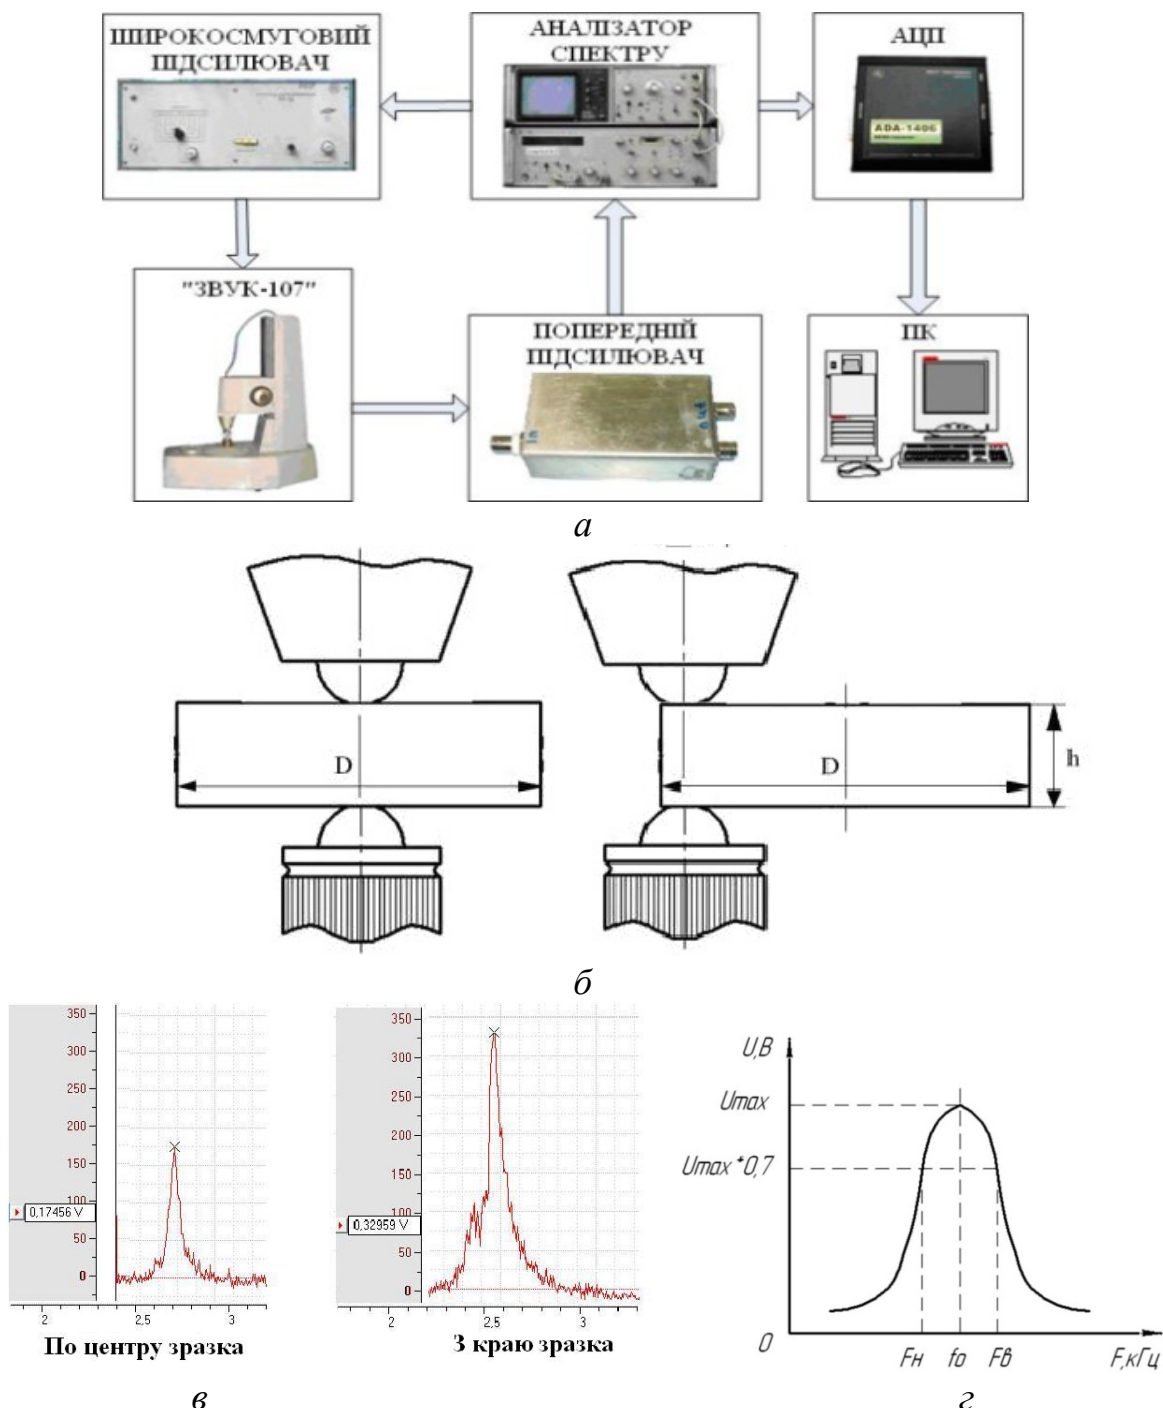 ШИРОКОСМУГОВИЙ
ПІДСИЛЮВАЧ
АНАЛІЗАТОР
СПЕКТРУ
АЦП
ADA-1406
"ЗВУК-107"
ПОПЕРЕДНІЙ
ПІДСИЛЮВАЧ
in
ПК
а
D
D
h
б
350
300
250
200
150
100
50
0
0,17456 V
2
2,5
3
По центру зразка
350
300
250
200
150
100
50
0
0,32959 V
2
2,5
3
З краю зразка
U,В
Umax
Umax*0,7
0
Fн
fо
Fв
F,кГц
в
г